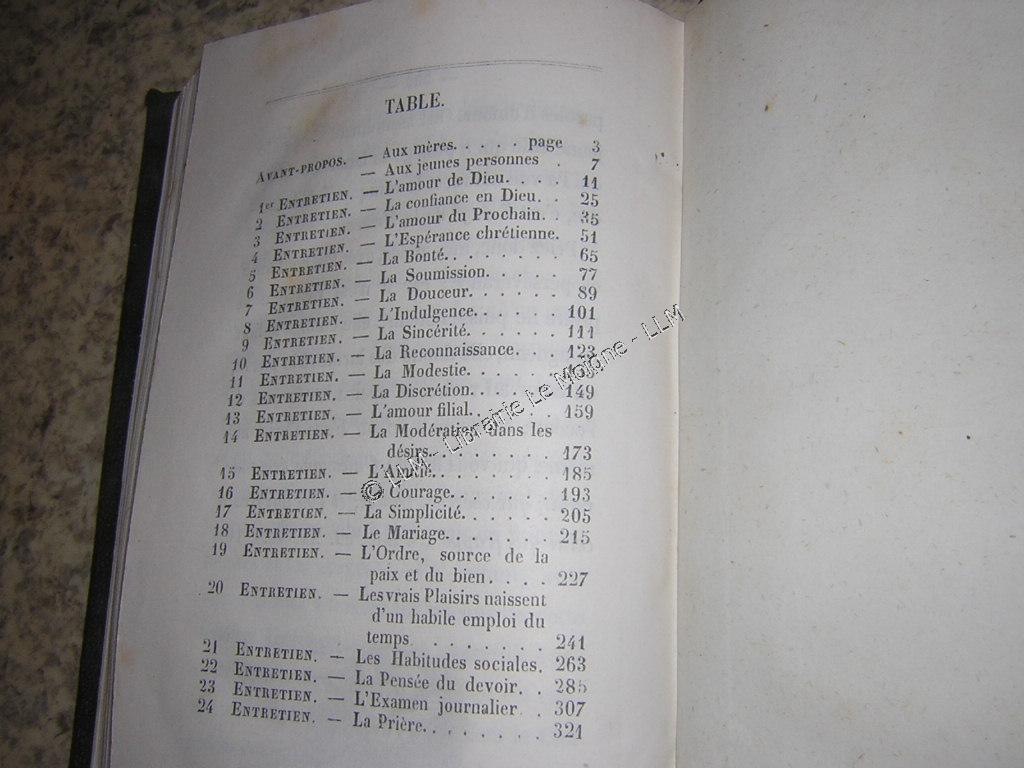 TABLE.
AVANT-PROPOS. — Aux mères. . . . . page 3
— Aux jeunes personnes . 7
1er ENTRETIEN. — L'amour de Dieu. . . . 11
2 ENTRETIEN. — La confiance en Dieu. . 25
3 ENTRETIEN. — L'amour du Prochain. . 35
4 ENTRETIEN. — L'Espérance chrétienne. 51
5 ENTRETIEN. — La Bonté. . . . . . . 65
6 ENTRETIEN. — La Soumission. . . . . 77
7 ENTRETIEN. — La Douceur. . . . . . 89
8 ENTRETIEN. — L'Indulgence. . . . . . 101
9 ENTRETIEN. — La Sincérité. . . . . . 111
10 ENTRETIEN. — La Reconnaissance. . . 123
11 ENTRETIEN. — La Modestie. . . . . .
12 ENTRETIEN. — La Discrétion. . . . . 149
13 ENTRETIEN. — L'amour filial. . . . . 159
14 ENTRETIEN. — La Modération dans les
désirs. . . . . . . . 173
15 ENTRETIEN. — L'Amitié. . . . . . . 185
16 ENTRETIEN. — Courage. . . . . . 193
17 ENTRETIEN. — La Simplicité. . . . . 205
18 ENTRETIEN. — Le Mariage. . . . . . 215
19 ENTRETIEN. — L'Ordre, source de la
paix et du bien. . . . 227
20 ENTRETIEN. — Les vrais Plaisirs naissent
d'un habile emploi du
temps . . . . . . . 241
21 ENTRETIEN. — Les Habitudes sociales. 263
22 ENTRETIEN. — La Pensée du devoir. . 285
23 ENTRETIEN. — L'Examen journalier . 307
24 ENTRETIEN. — La Prière. . . . . . . 321
© LLM - Librairie Le Mojone - LLM